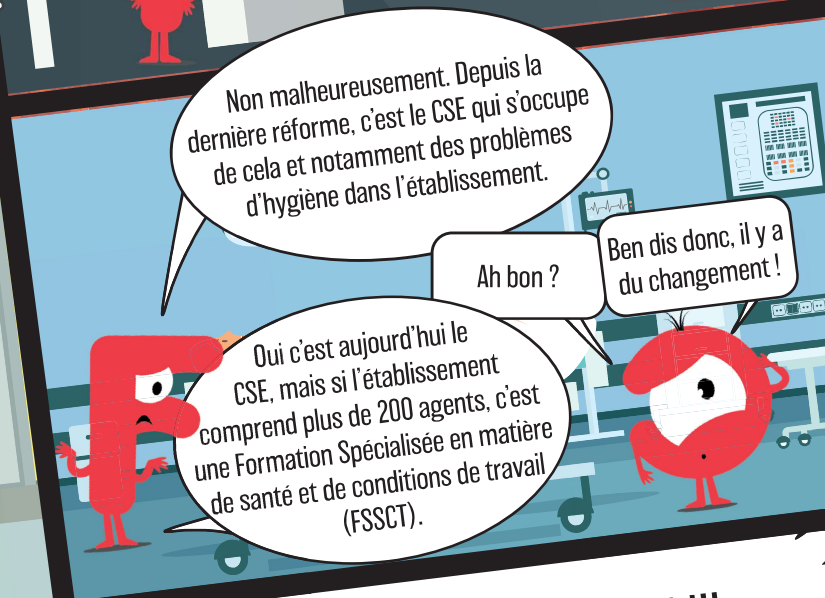 Non malheureusement. Depuis la
dernière réforme, c'est le CSE qui s'occupe
de cela et notamment des problèmes
d'hygiène dans l'établissement.
Ah bon ?
Oui c'est aujourd'hui le
CSE, mais si l'établissement
comprend plus de 200 agents, c'est
une Formation Spécialisée en matière
de santé et de conditions de travail
(FSSCT).
Ben dis donc, il y a
du changement !